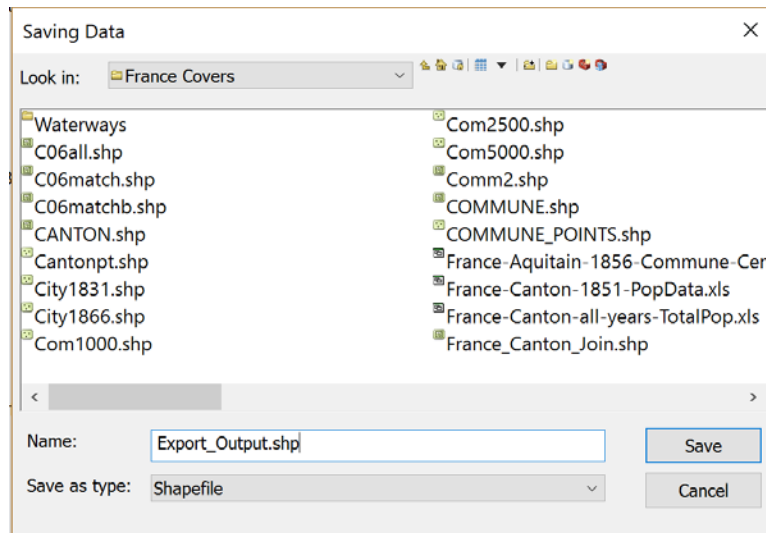 Saving Data
Look in: France Covers
Waterways
C06all.shp
C06match.shp
C06matchb.shp
CANTON.shp
Cantonpt.shp
City1831.shp
City1866.shp
Com1000.shp
Com2500.shp
Com5000.shp
Comm2.shp
COMMUNE.shp
COMMUNE_POINTS.shp
France-Aquitain-1856-Commune-Cer
France-Canton-1851-PopData.xls
France-Canton-all-years-TotalPop.xls
France_Canton_Join.shp
Name: Export_Output.shp
Save
Save as type: Shapefile
Cancel